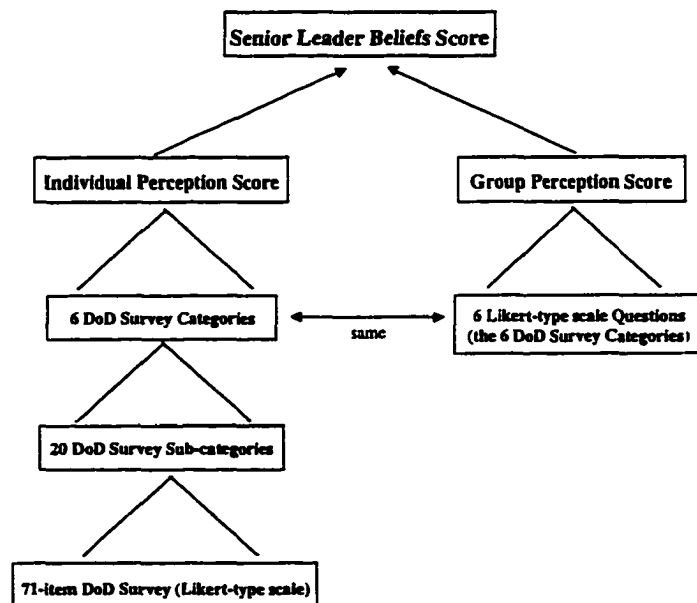 Senior Leader Beliefs Score
Individual Perception Score
Group Perception Score
6 DoD Survey Categories
same
6 Likert-type scale Questions
(the 6 DoD Survey Categories)
20 DoD Survey Sub-categories
71-item DoD Survey (Likert-type scale)